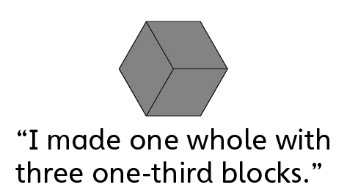 “I made one whole with
three one-third blocks.”